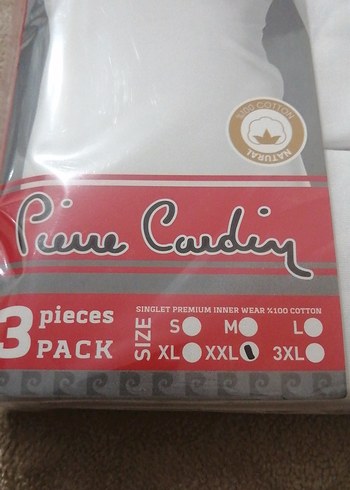 %100 COTTON
NATURAL
Pierre Cardin
SINGLET PREMIUM INNER WEAR %100 COTTON
3 pieces
PACK
SIZE
S M L
XL XXL 3XL